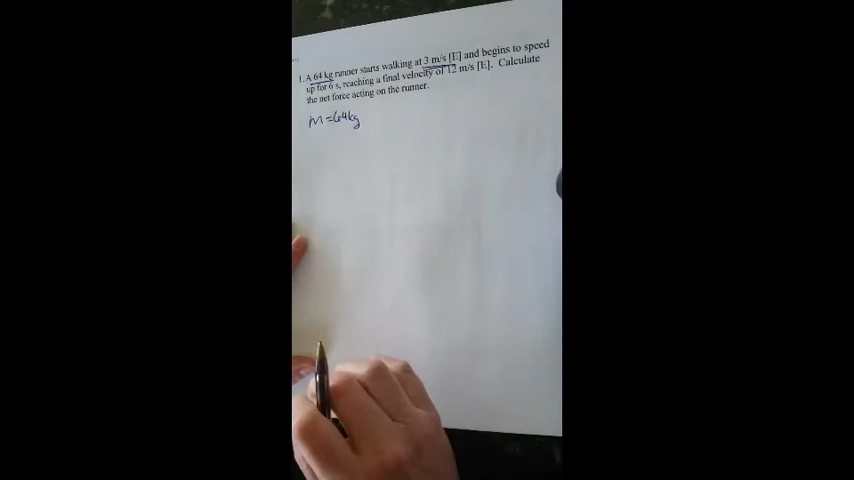 1. A 64 kg runner starts walking at 3 m/s [E] and begins to speed
up for 6 s, reaching a final velocity of 12 m/s [E]. Calculate
the net force acting on the runner.
m = 64kg